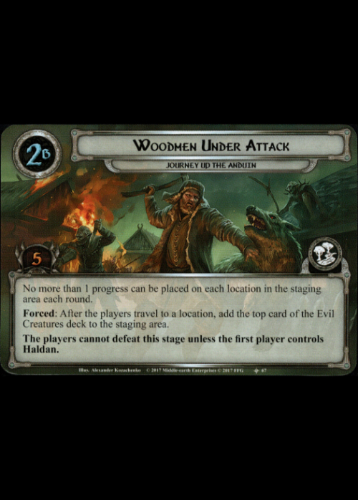 2B
WOODMEN UNDER ATTACK
JOURNEY UP THE ANDUIN
5
No more than 1 progress can be placed on each location in the staging
area each round.
Forced: After the players travel to a location, add the top card of the Evil
Creatures deck to the staging area.
The players cannot defeat this stage unless the first player controls
Haldan.
© 2017 Middle-earth Enterprises © 2017 FFG